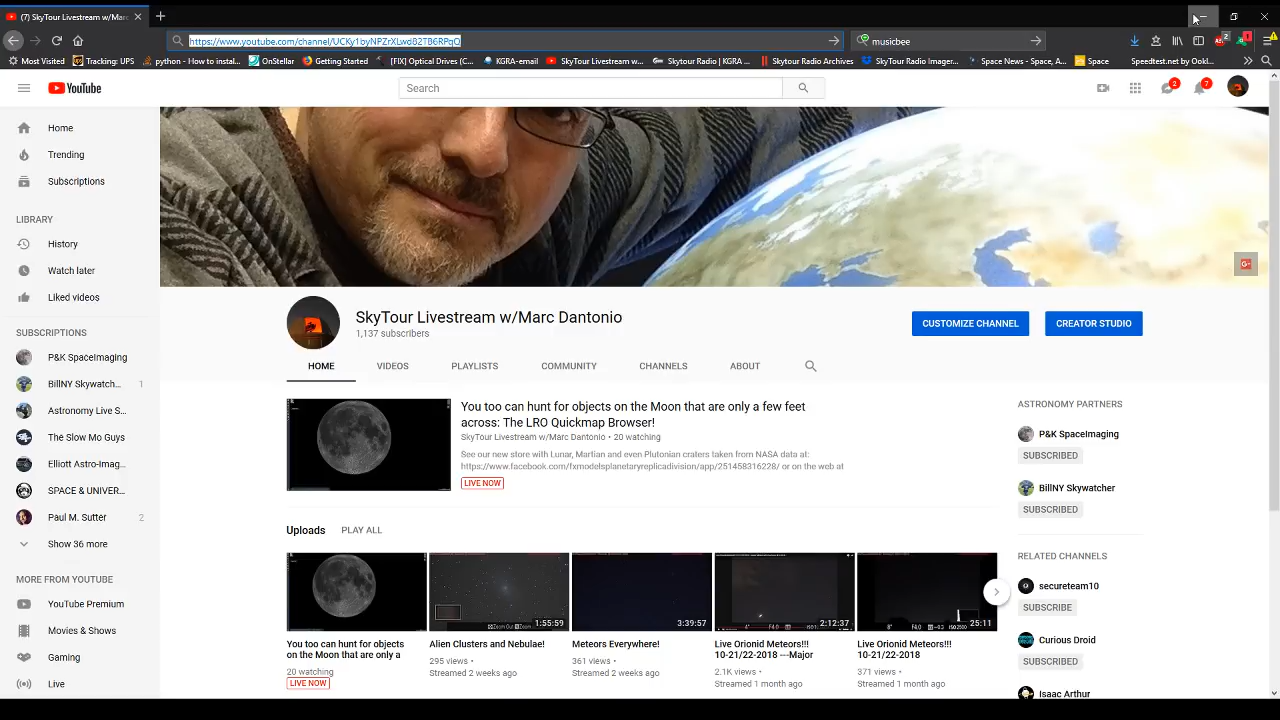 (7) SkyTour Livestream w/Marc
https://www.youtube.com/channel/UCKy1byNPZrXLwd82TB6RPqQ
musicbee
Most Visited
Tracking: UPS
python - How to instal...
OnStellar
Getting Started
[FIX] Optical Drives (C...
KGRA-email
SkyTour Livestream w...
Skytour Radio | KGRA ...
Skytour Radio Archives
SkyTour Radio Imager...
Space News - Space, A...
Space
Speedtest.net by Ookl...
YouTube
Search
2
7
Home
Trending
Subscriptions
LIBRARY
History
Watch later
Liked videos
SUBSCRIPTIONS
P&K SpaceImaging
BillNY Skywatch... 1
Astronomy Live S...
The Slow Mo Guys
Elliott Astro-Imag...
SPACE & UNIVER...
Paul M. Sutter 2
Show 36 more
MORE FROM YOUTUBE
YouTube Premium
Movies & Shows
Gaming
Live
SkyTour Livestream w/Marc Dantonio
1,137 subscribers
CUSTOMIZE CHANNEL
CREATOR STUDIO
HOME
VIDEOS
PLAYLISTS
COMMUNITY
CHANNELS
ABOUT
You too can hunt for objects on the Moon that are only a few feet
across: The LRO Quickmap Browser!
SkyTour Livestream w/Marc Dantonio • 20 watching
See our new store with Lunar, Martian and even Plutonian craters taken from NASA data at:
https://www.facebook.com/fxmodelsplanetaryreplicadivision/app/251458316228/ or on the web at
LIVE NOW
Uploads
PLAY ALL
You too can hunt for objects
on the Moon that are only a
20 watching
LIVE NOW
1:55:59
Alien Clusters and Nebulae!
295 views •
Streamed 2 weeks ago
3:39:57
Meteors Everywhere!
361 views •
Streamed 2 weeks ago
2:12:37
Live Orionid Meteors!!!
10-21/22-2018 ---Major
2.1K views •
Streamed 1 month ago
25:11
Live Orionid Meteors!!!
10-21/22-2018
371 views •
Streamed 1 month ago
ASTRONOMY PARTNERS
P&K SpaceImaging
SUBSCRIBED
BillNY Skywatcher
SUBSCRIBED
RELATED CHANNELS
secureteam10
SUBSCRIBE
Curious Droid
SUBSCRIBED
Isaac Arthur